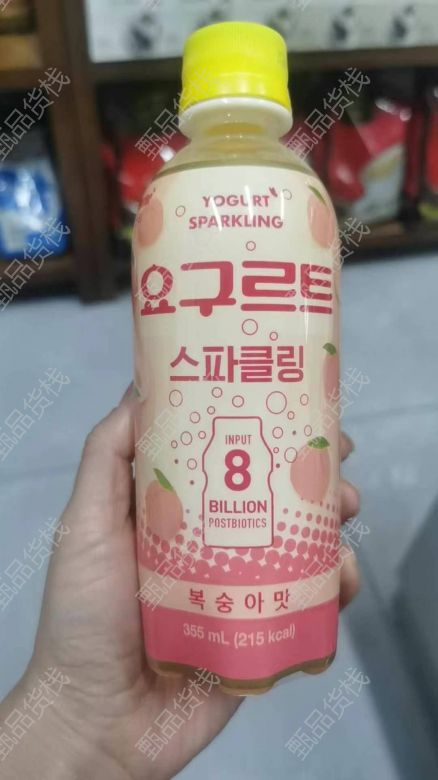 YOGURT
SPARKLING
요구르트
스파클링
INPUT
8
BILLION
POSTBIOTICS
복숭아맛
355 mL (215 kcal)
甄品货栈